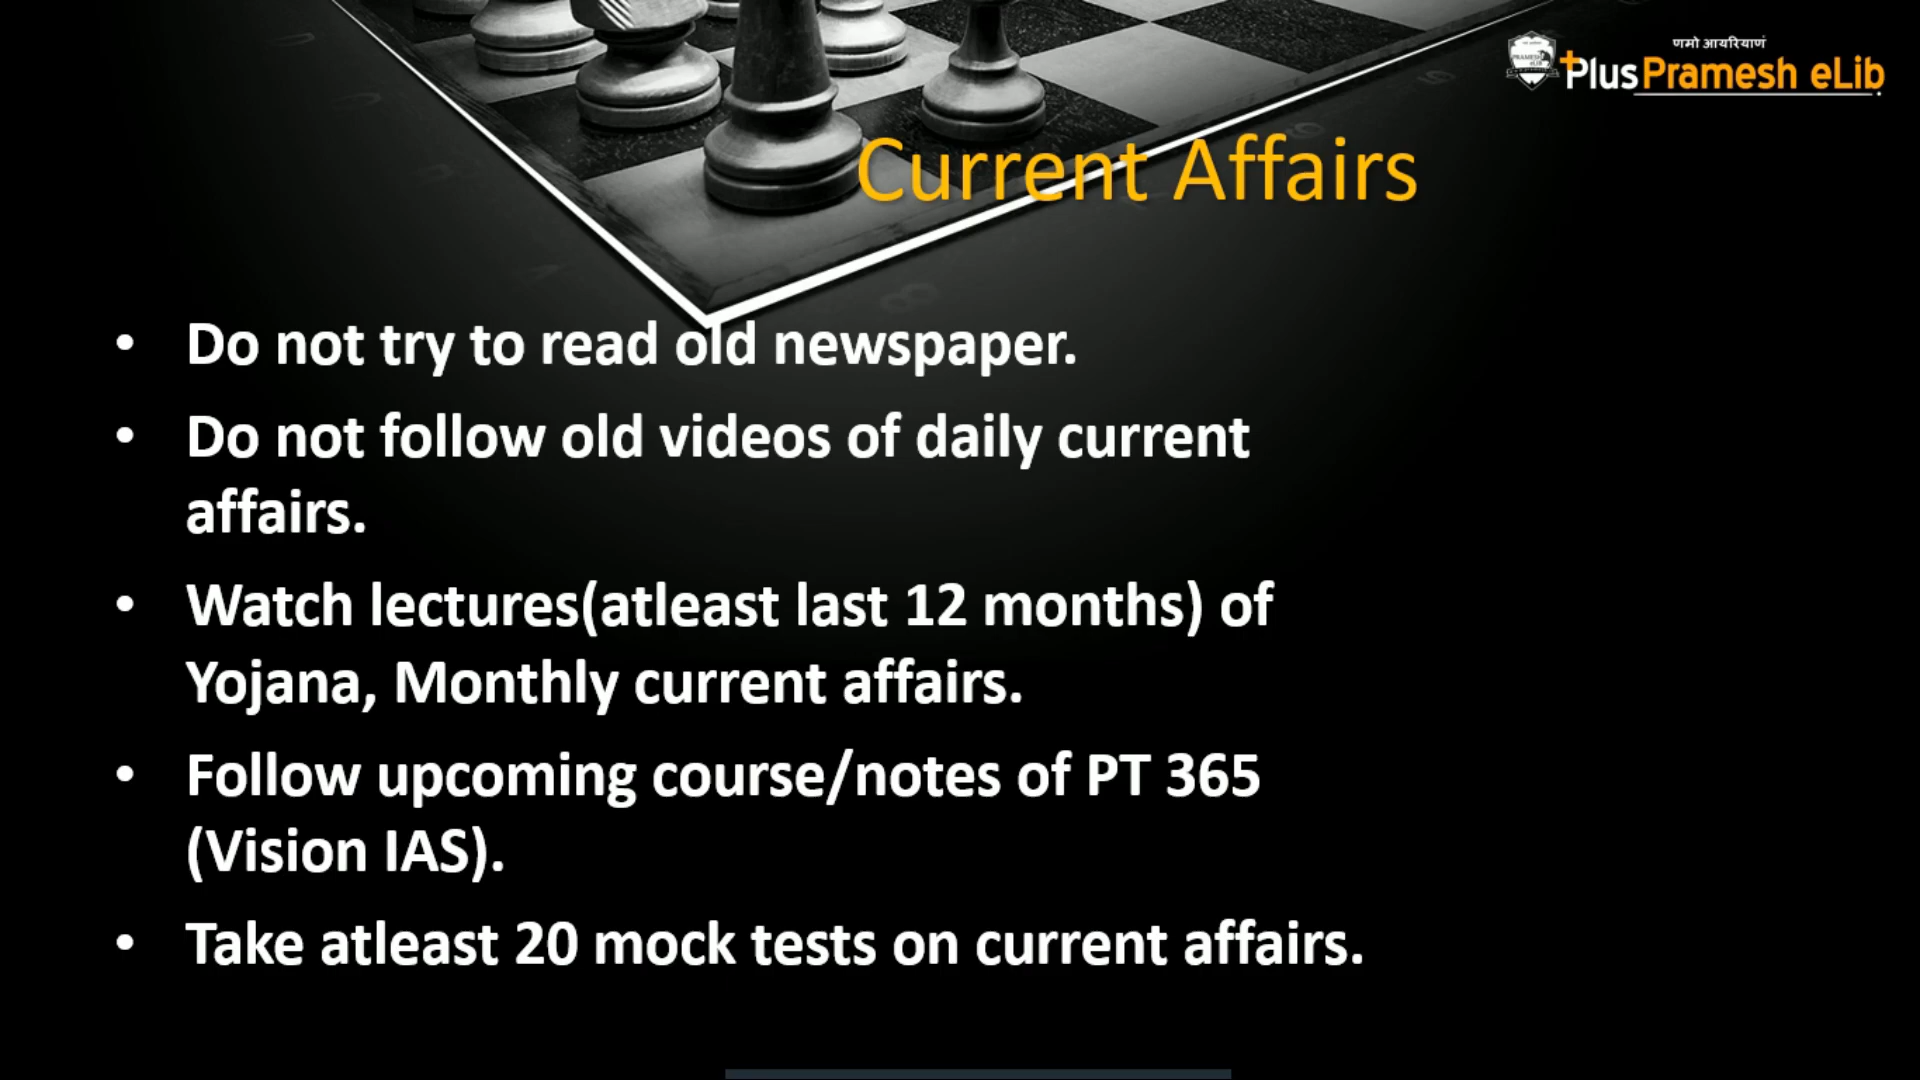 णमो आयरियाणं
Plus Pramesh eLib
Current Affairs
• Do not try to read old newspaper.
• Do not follow old videos of daily current
affairs.
• Watch lectures(atleast last 12 months) of
Yojana, Monthly current affairs.
• Follow upcoming course/notes of PT 365
(Vision IAS).
• Take atleast 20 mock tests on current affairs.